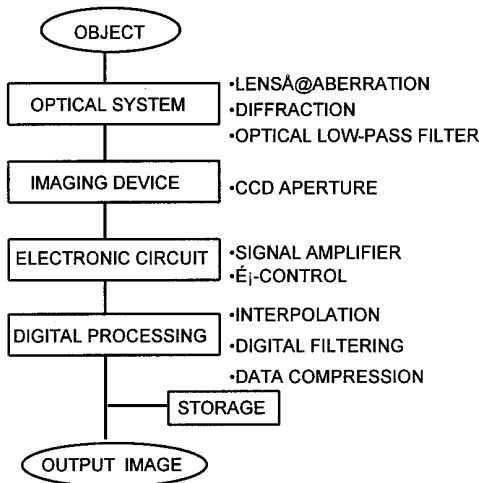 OBJECT
OPTICAL SYSTEM
•LENSÅ@ABERRATION
•DIFFRACTION
•OPTICAL LOW-PASS FILTER
IMAGING DEVICE
•CCD APERTURE
ELECTRONIC CIRCUIT
•SIGNAL AMPLIFIER
•É¡-CONTROL
DIGITAL PROCESSING
•INTERPOLATION
•DIGITAL FILTERING
•DATA COMPRESSION
STORAGE
OUTPUT IMAGE